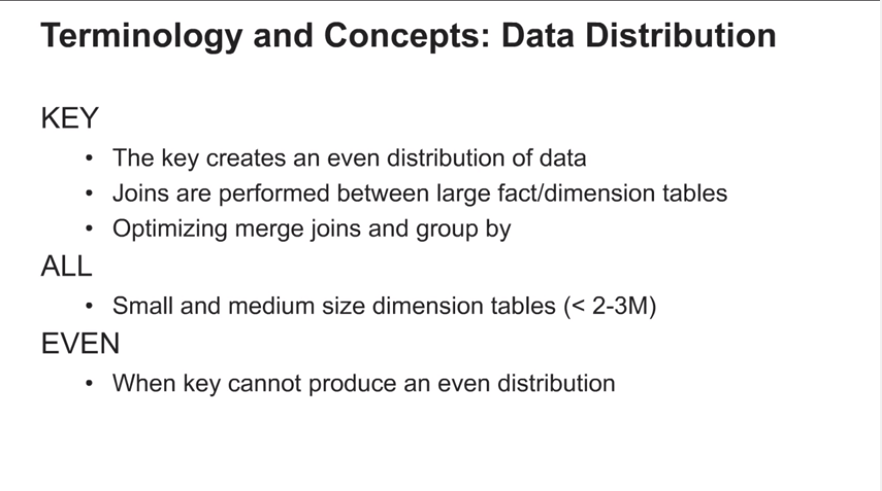 Terminology and Concepts: Data Distribution
KEY
• The key creates an even distribution of data
• Joins are performed between large fact/dimension tables
• Optimizing merge joins and group by
ALL
• Small and medium size dimension tables (< 2-3M)
EVEN
• When key cannot produce an even distribution